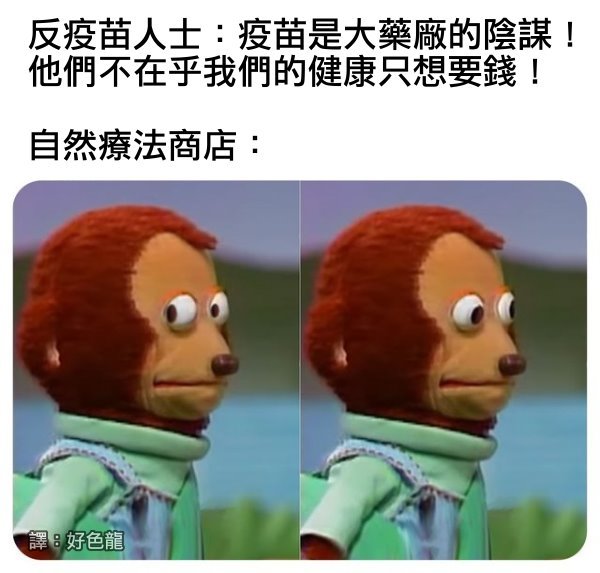 反疫苗人士：疫苗是大藥廠的陰謀！
他們不在乎我們的健康只想要錢！
自然療法商店：
譯：好色龍